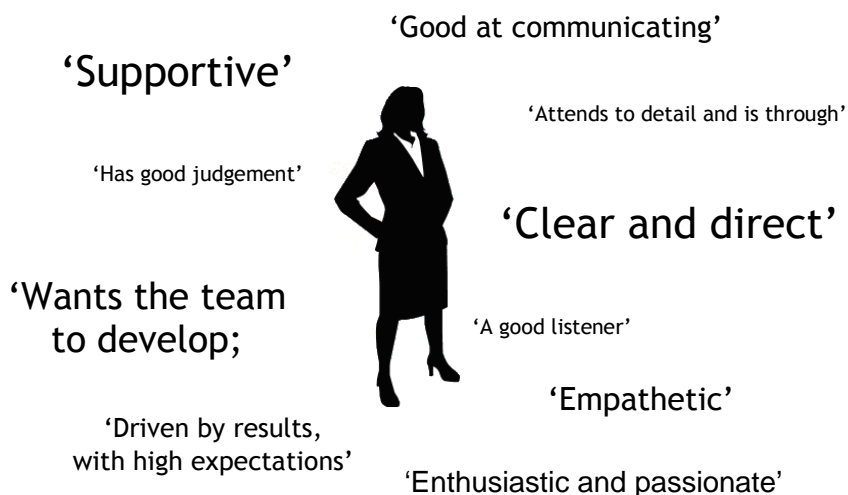 ‘Good at communicating’
‘Supportive’
‘Attends to detail and is through’
‘Has good judgement’
‘Clear and direct’
‘Wants the team
to develop;
‘A good listener’
‘Empathetic’
‘Driven by results,
with high expectations’
‘Enthusiastic and passionate’